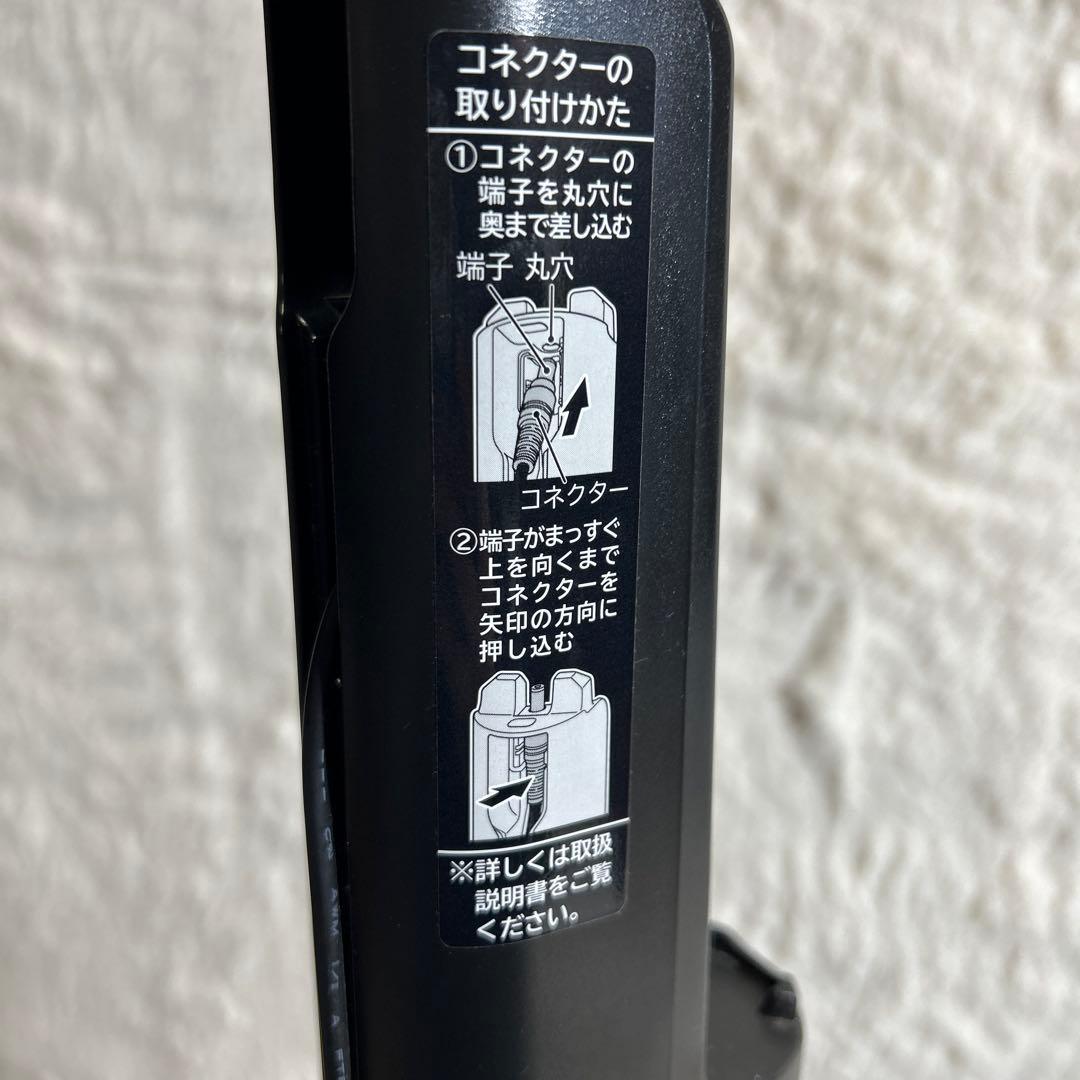 コネクターの
取り付けかた
①コネクターの
端子を丸穴に
奥まで差し込む
端子 丸穴
コネクター
②端子がまっすぐ
上を向くまで
コネクターを
矢印の方向に
押し込む
※詳しくは取扱
説明書をご覧
ください。
AWM